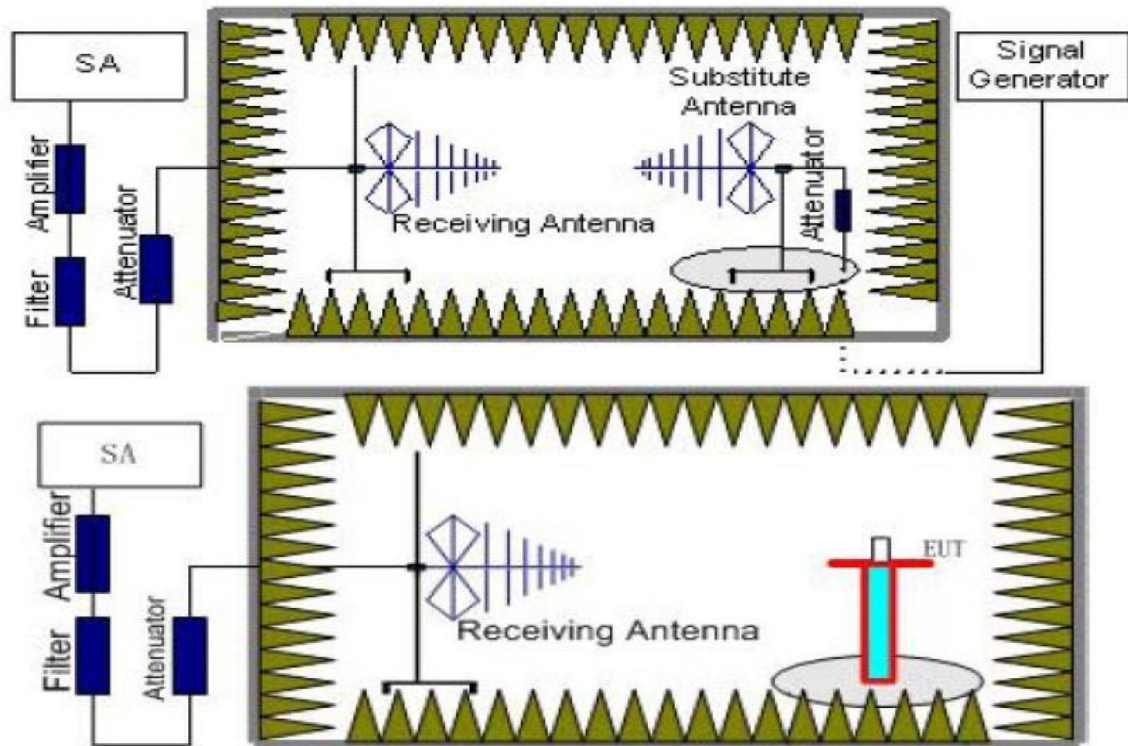 SA
Signal
Generator
Substitute
Antenna
Amplifier
Attenuator
Attenuator
Receiving Antenna
Filter
SA
Amplifier
EUT
Receiving Antenna
Filter
Attenuator